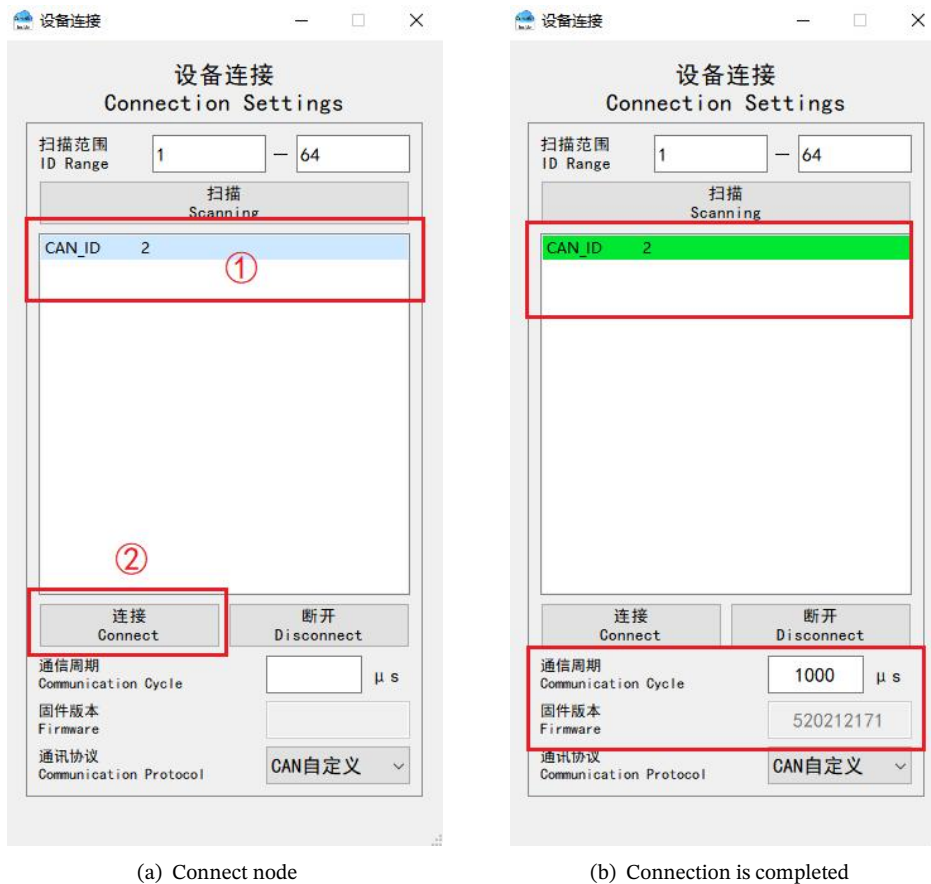 设备连接
设备连接
Connection Settings
扫描范围
ID Range
1 — 64
扫描
Scanning
CAN_ID 2
①
②
连接
Connect
断开
Disconnect
通信周期
Communication Cycle
μs
固件版本
Firmware
通讯协议
Communication Protocol
CAN自定义
(a) Connect node
设备连接
设备连接
Connection Settings
扫描范围
ID Range
1 — 64
扫描
Scanning
CAN_ID 2
连接
Connect
断开
Disconnect
通信周期
Communication Cycle
1000 μs
固件版本
Firmware
520212171
通讯协议
Communication Protocol
CAN自定义
(b) Connection is completed